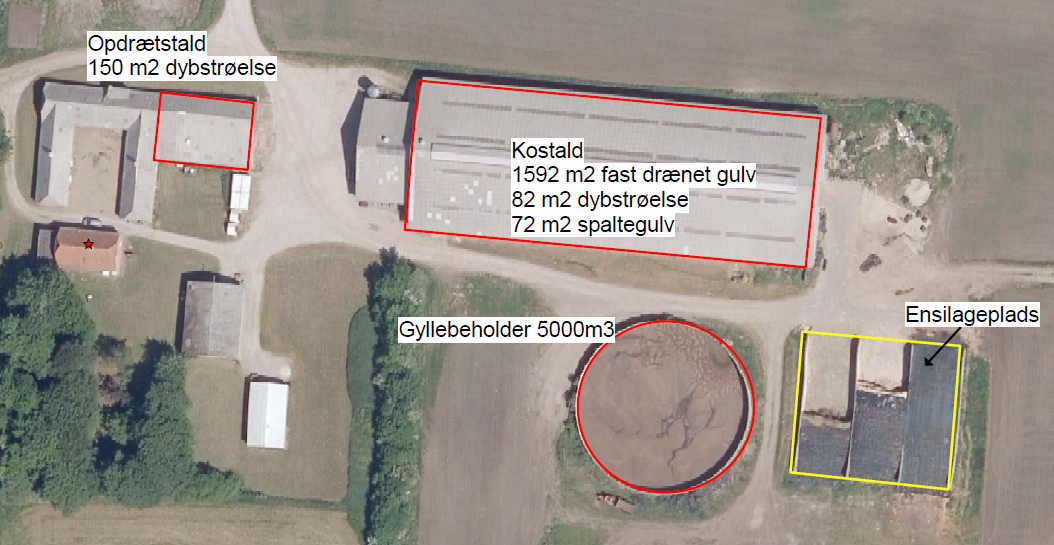 Opdrætstald
150 m2 dybstrøelse
Kostald
1592 m2 fast drænet gulv
82 m2 dybstrøelse
72 m2 spaltegulv
Gyllebeholder 5000m3
Ensilageplads